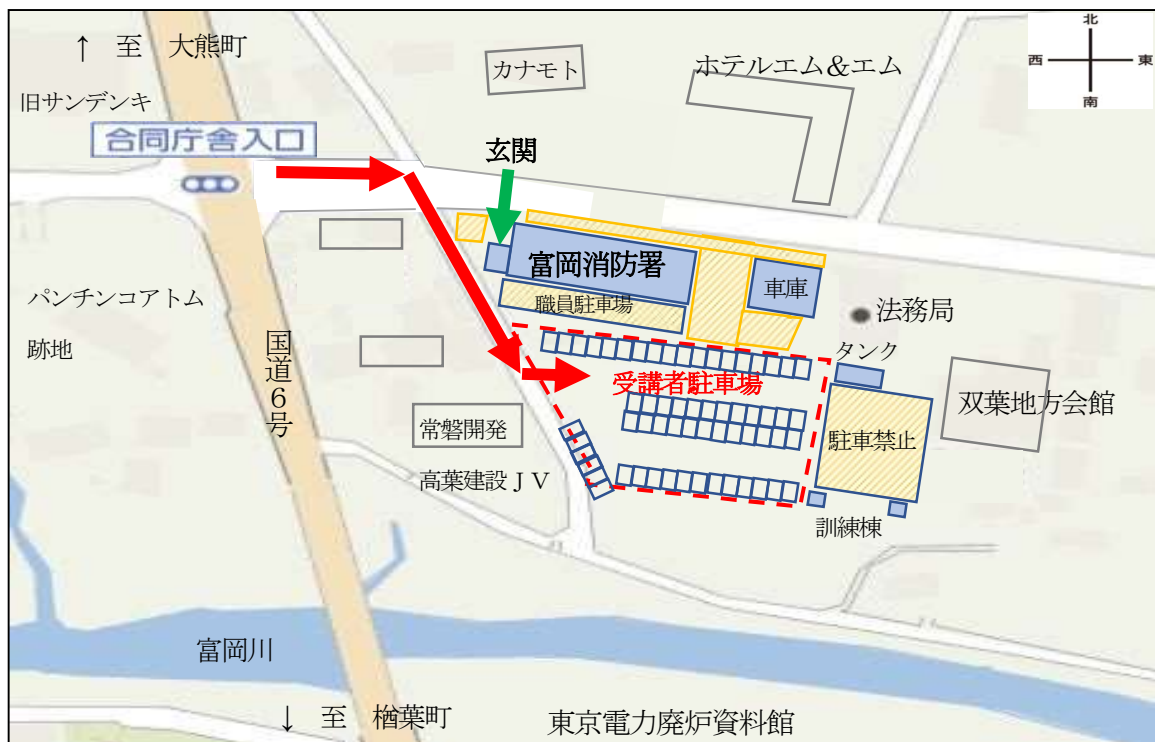 ↑ 至 大熊町
カナモト
ホテルエム&エム
北
西
東
南
旧サンデンキ
合同庁舎入口
玄関
富岡消防署
車庫
職員駐車場
法務局
パンチンコアトム
跡地
国道6号
タンク
受講者駐車場
双葉地方会館
駐車禁止
常磐開発
高葉建設JV
訓練棟
富岡川
↓ 至 楢葉町
東京電力廃炉資料館